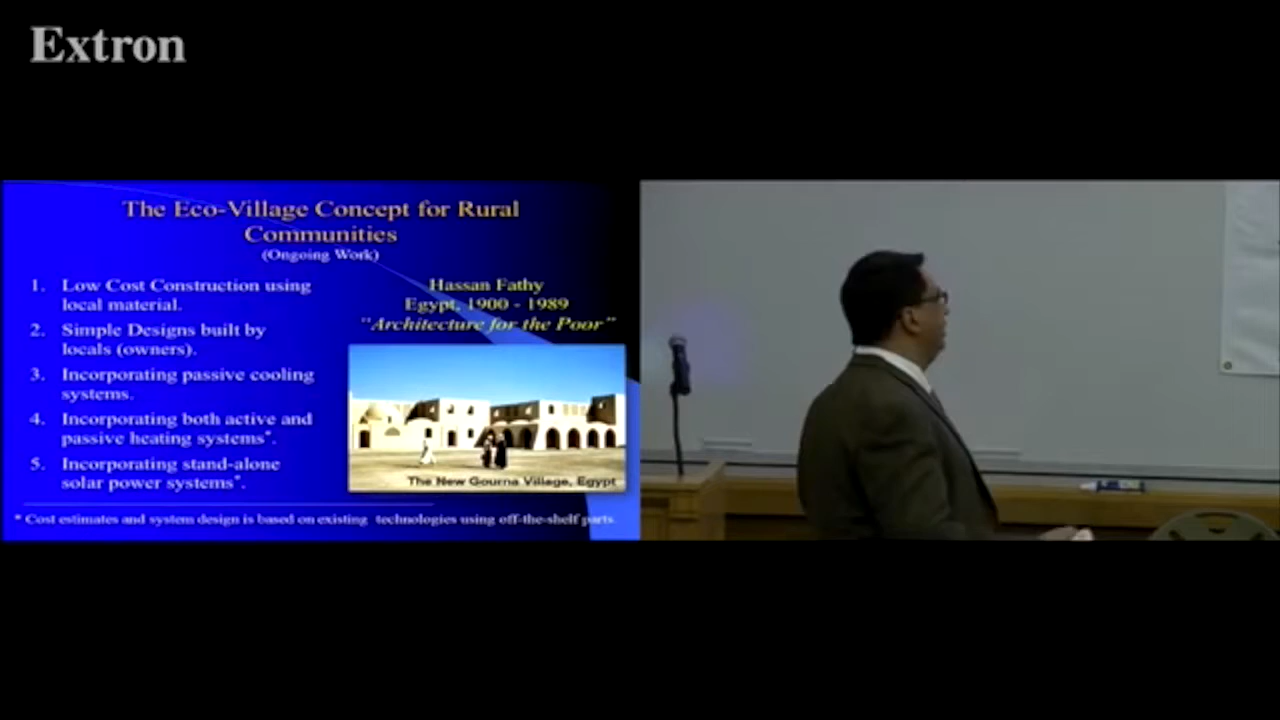 Extron
The Eco-Village Concept for Rural
Communities
(Ongoing Work)
1. Low Cost Construction using
local material.
2. Simple Designs built by
locals (owners).
3. Incorporating passive cooling
systems.
4. Incorporating both active and
passive heating systems*.
5. Incorporating stand-alone
solar power systems*.
Hassan Fathy
Egypt, 1900 - 1989
"Architecture for the Poor"
The New Gourna Village, Egypt
* Cost estimates and system design is based on existing technologies using off-the-shelf parts.